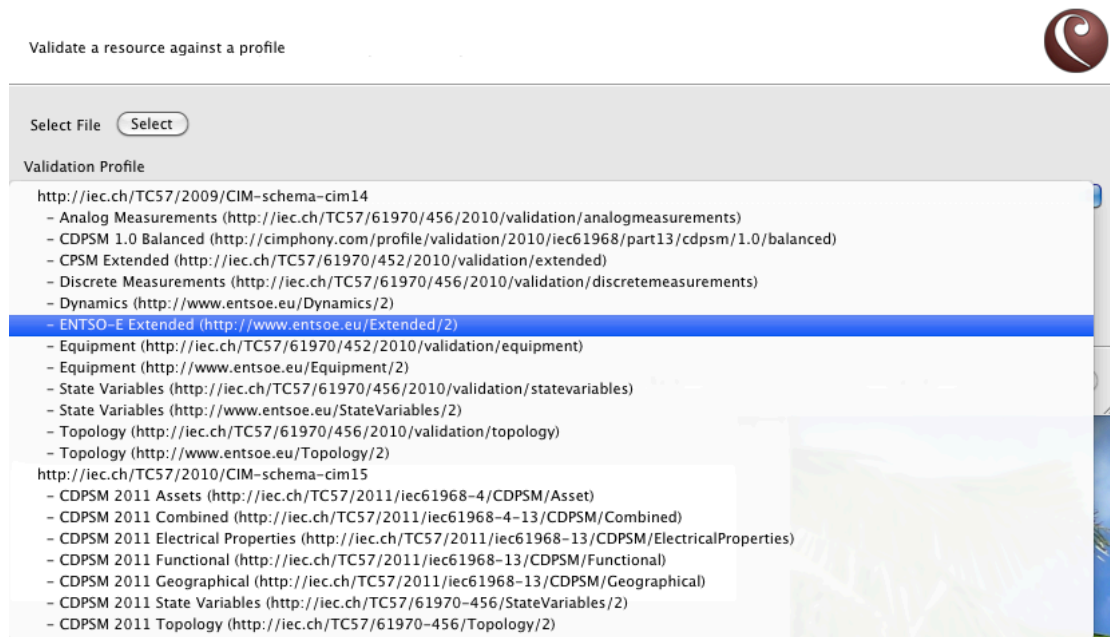 Validate a resource against a profile
Select File Select
Validation Profile
http://iec.ch/TC57/2009/CIM-schema-cim14
- Analog Measurements (http://iec.ch/TC57/61970/456/2010/validation/analogmeasurements)
- CDPSM 1.0 Balanced (http://cimphony.com/profile/validation/2010/iec61968/part13/cdpsm/1.0/balanced)
- CPSM Extended (http://iec.ch/TC57/61970/452/2010/validation/extended)
- Discrete Measurements (http://iec.ch/TC57/61970/456/2010/validation/discretemeasurements)
- Dynamics (http://www.entsoe.eu/Dynamics/2)
- ENTSO-E Extended (http://www.entsoe.eu/Extended/2)
- Equipment (http://iec.ch/TC57/61970/452/2010/validation/equipment)
- Equipment (http://www.entsoe.eu/Equipment/2)
- State Variables (http://iec.ch/TC57/61970/456/2010/validation/statevariables)
- State Variables (http://www.entsoe.eu/StateVariables/2)
- Topology (http://iec.ch/TC57/61970/456/2010/validation/topology)
- Topology (http://www.entsoe.eu/Topology/2)
http://iec.ch/TC57/2010/CIM-schema-cim15
- CDPSM 2011 Assets (http://iec.ch/TC57/2011/iec61968-4/CDPSM/Asset)
- CDPSM 2011 Combined (http://iec.ch/TC57/2011/iec61968-4-13/CDPSM/Combined)
- CDPSM 2011 Electrical Properties (http://iec.ch/TC57/2011/iec61968-13/CDPSM/ElectricalProperties)
- CDPSM 2011 Functional (http://iec.ch/TC57/2011/iec61968-13/CDPSM/Functional)
- CDPSM 2011 Geographical (http://iec.ch/TC57/2011/iec61968-13/CDPSM/Geographical)
- CDPSM 2011 State Variables (http://iec.ch/TC57/61970-456/StateVariables/2)
- CDPSM 2011 Topology (http://iec.ch/TC57/61970-456/Topology/2)